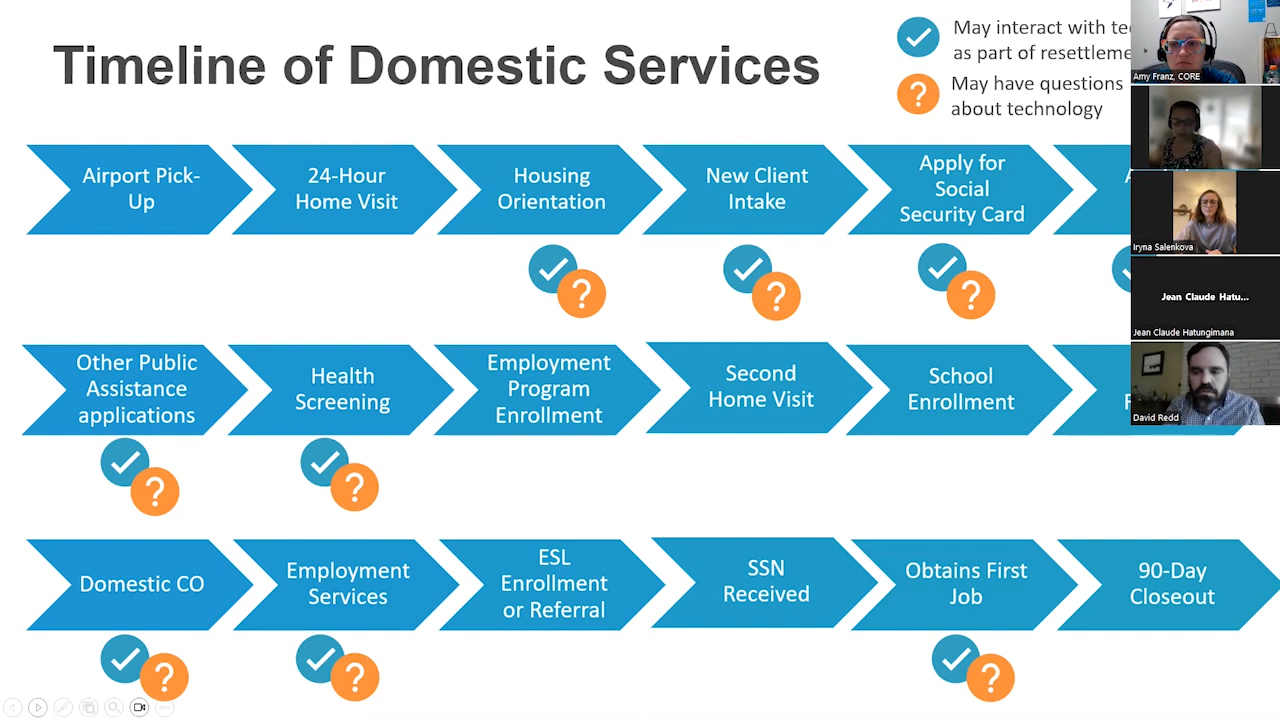 Timeline of Domestic Services
May interact with
as part of
May have questions
about technology
Amy Franz, CORE
Airport Pick-
Up
24-Hour
Home Visit
Housing
Orientation
New Client
Intake
Apply for
Social
Security Card
Iryna Salenkova
Jean Claude Hatu...
Jean Claude Hatungimana
Other Public
Assistance
applications
Health
Screening
Employment
Program
Enrollment
Second
Home Visit
School
Enrollment
David Redd
Domestic CO
Employment
Services
ESL
Enrollment
or Referral
SSN
Received
Obtains First
Job
90-Day
Closeout